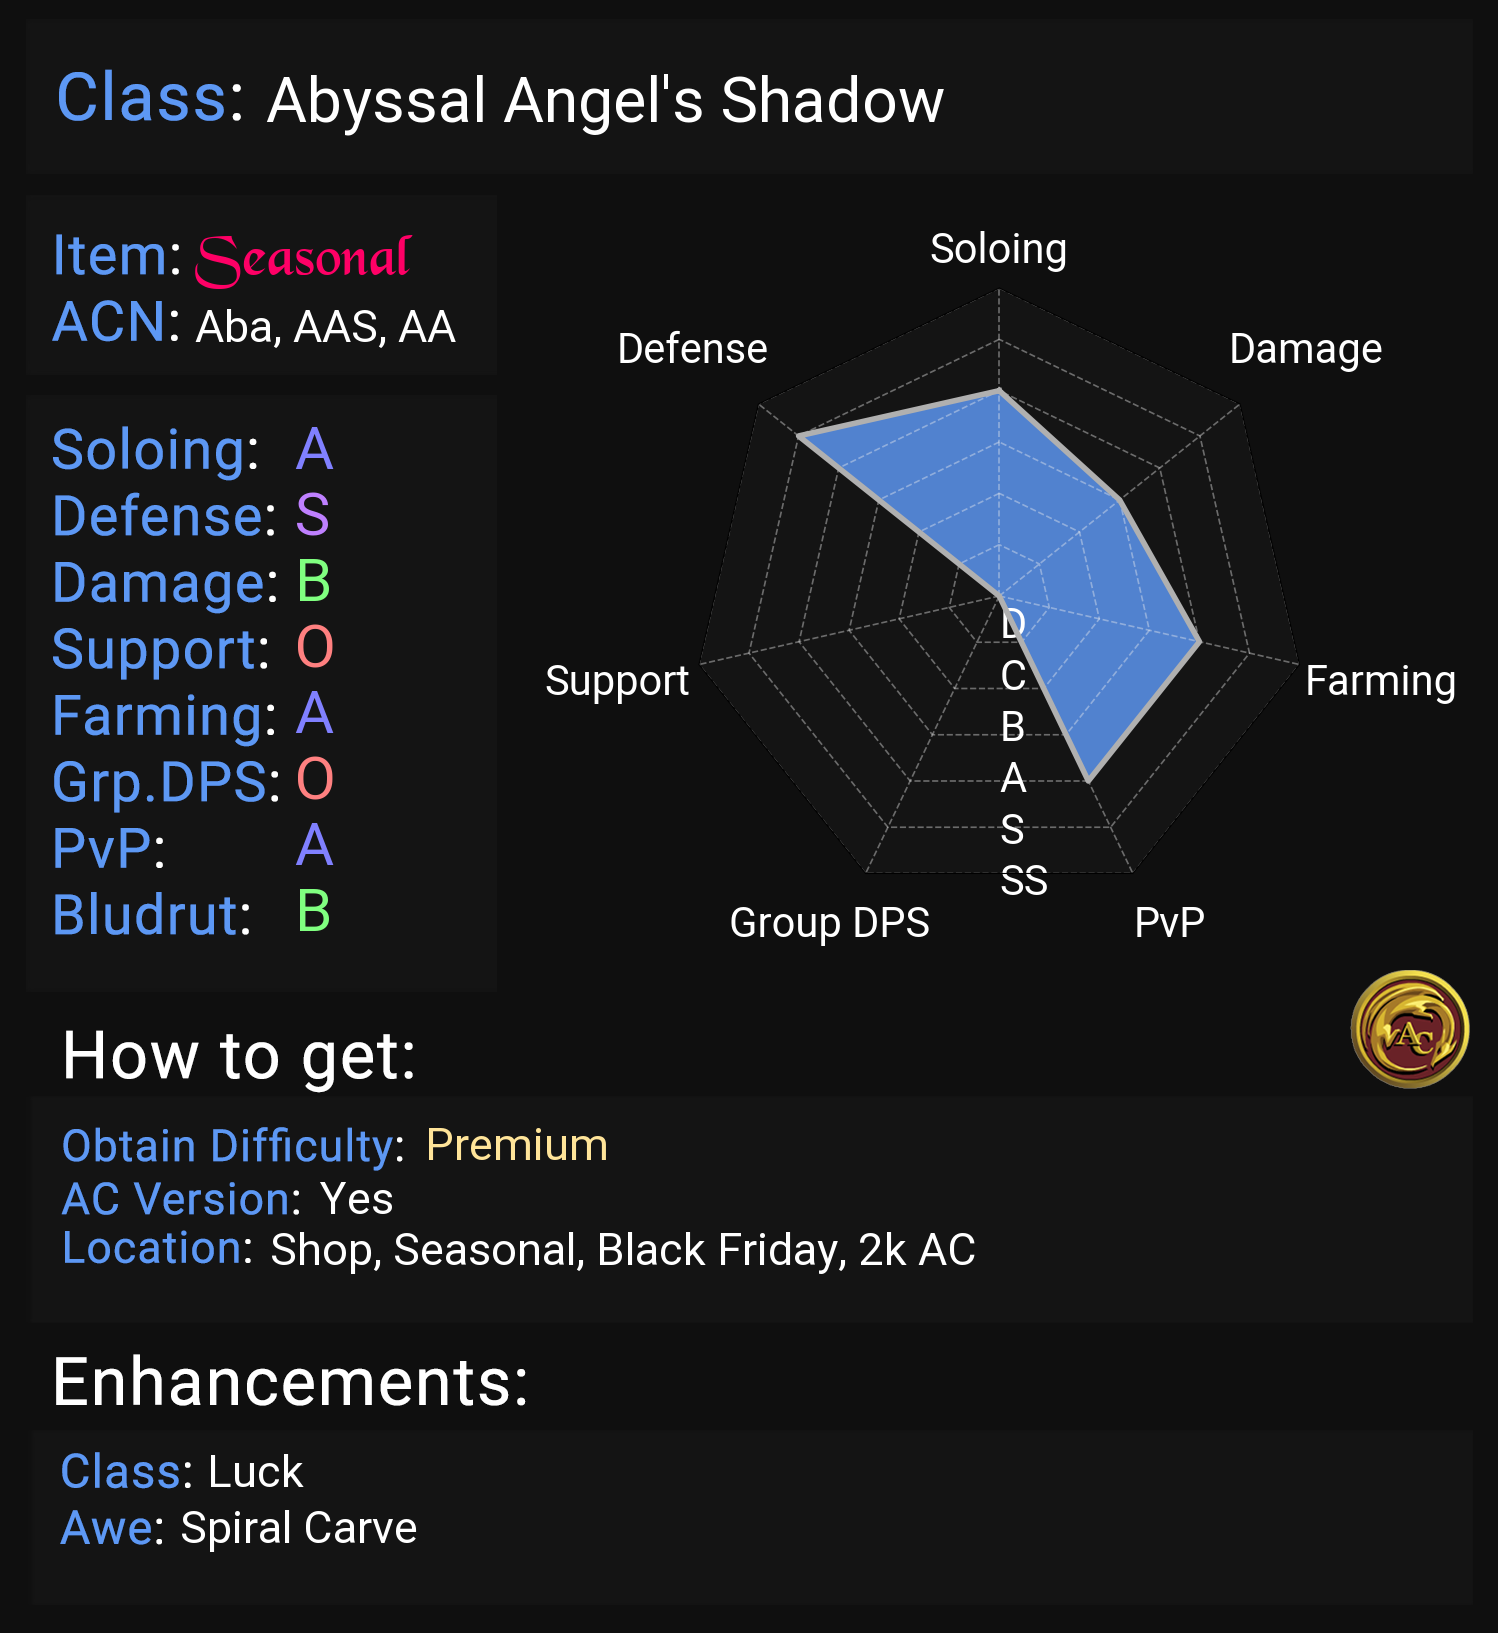 Class: Abyssal Angel's Shadow
Item: Seasonal
ACN: Aba, AAS, AA
Soloing: A
Defense: S
Damage: B
Support: O
Farming: A
Grp.DPS: O
PvP: A
Bludrut: B
Soloing
Defense
Damage
Support
Farming
Group DPS
PvP
D
C
B
A
S
SS
vAC
How to get:
Obtain Difficulty: Premium
AC Version: Yes
Location: Shop, Seasonal, Black Friday, 2k AC
Enhancements:
Class: Luck
Awe: Spiral Carve